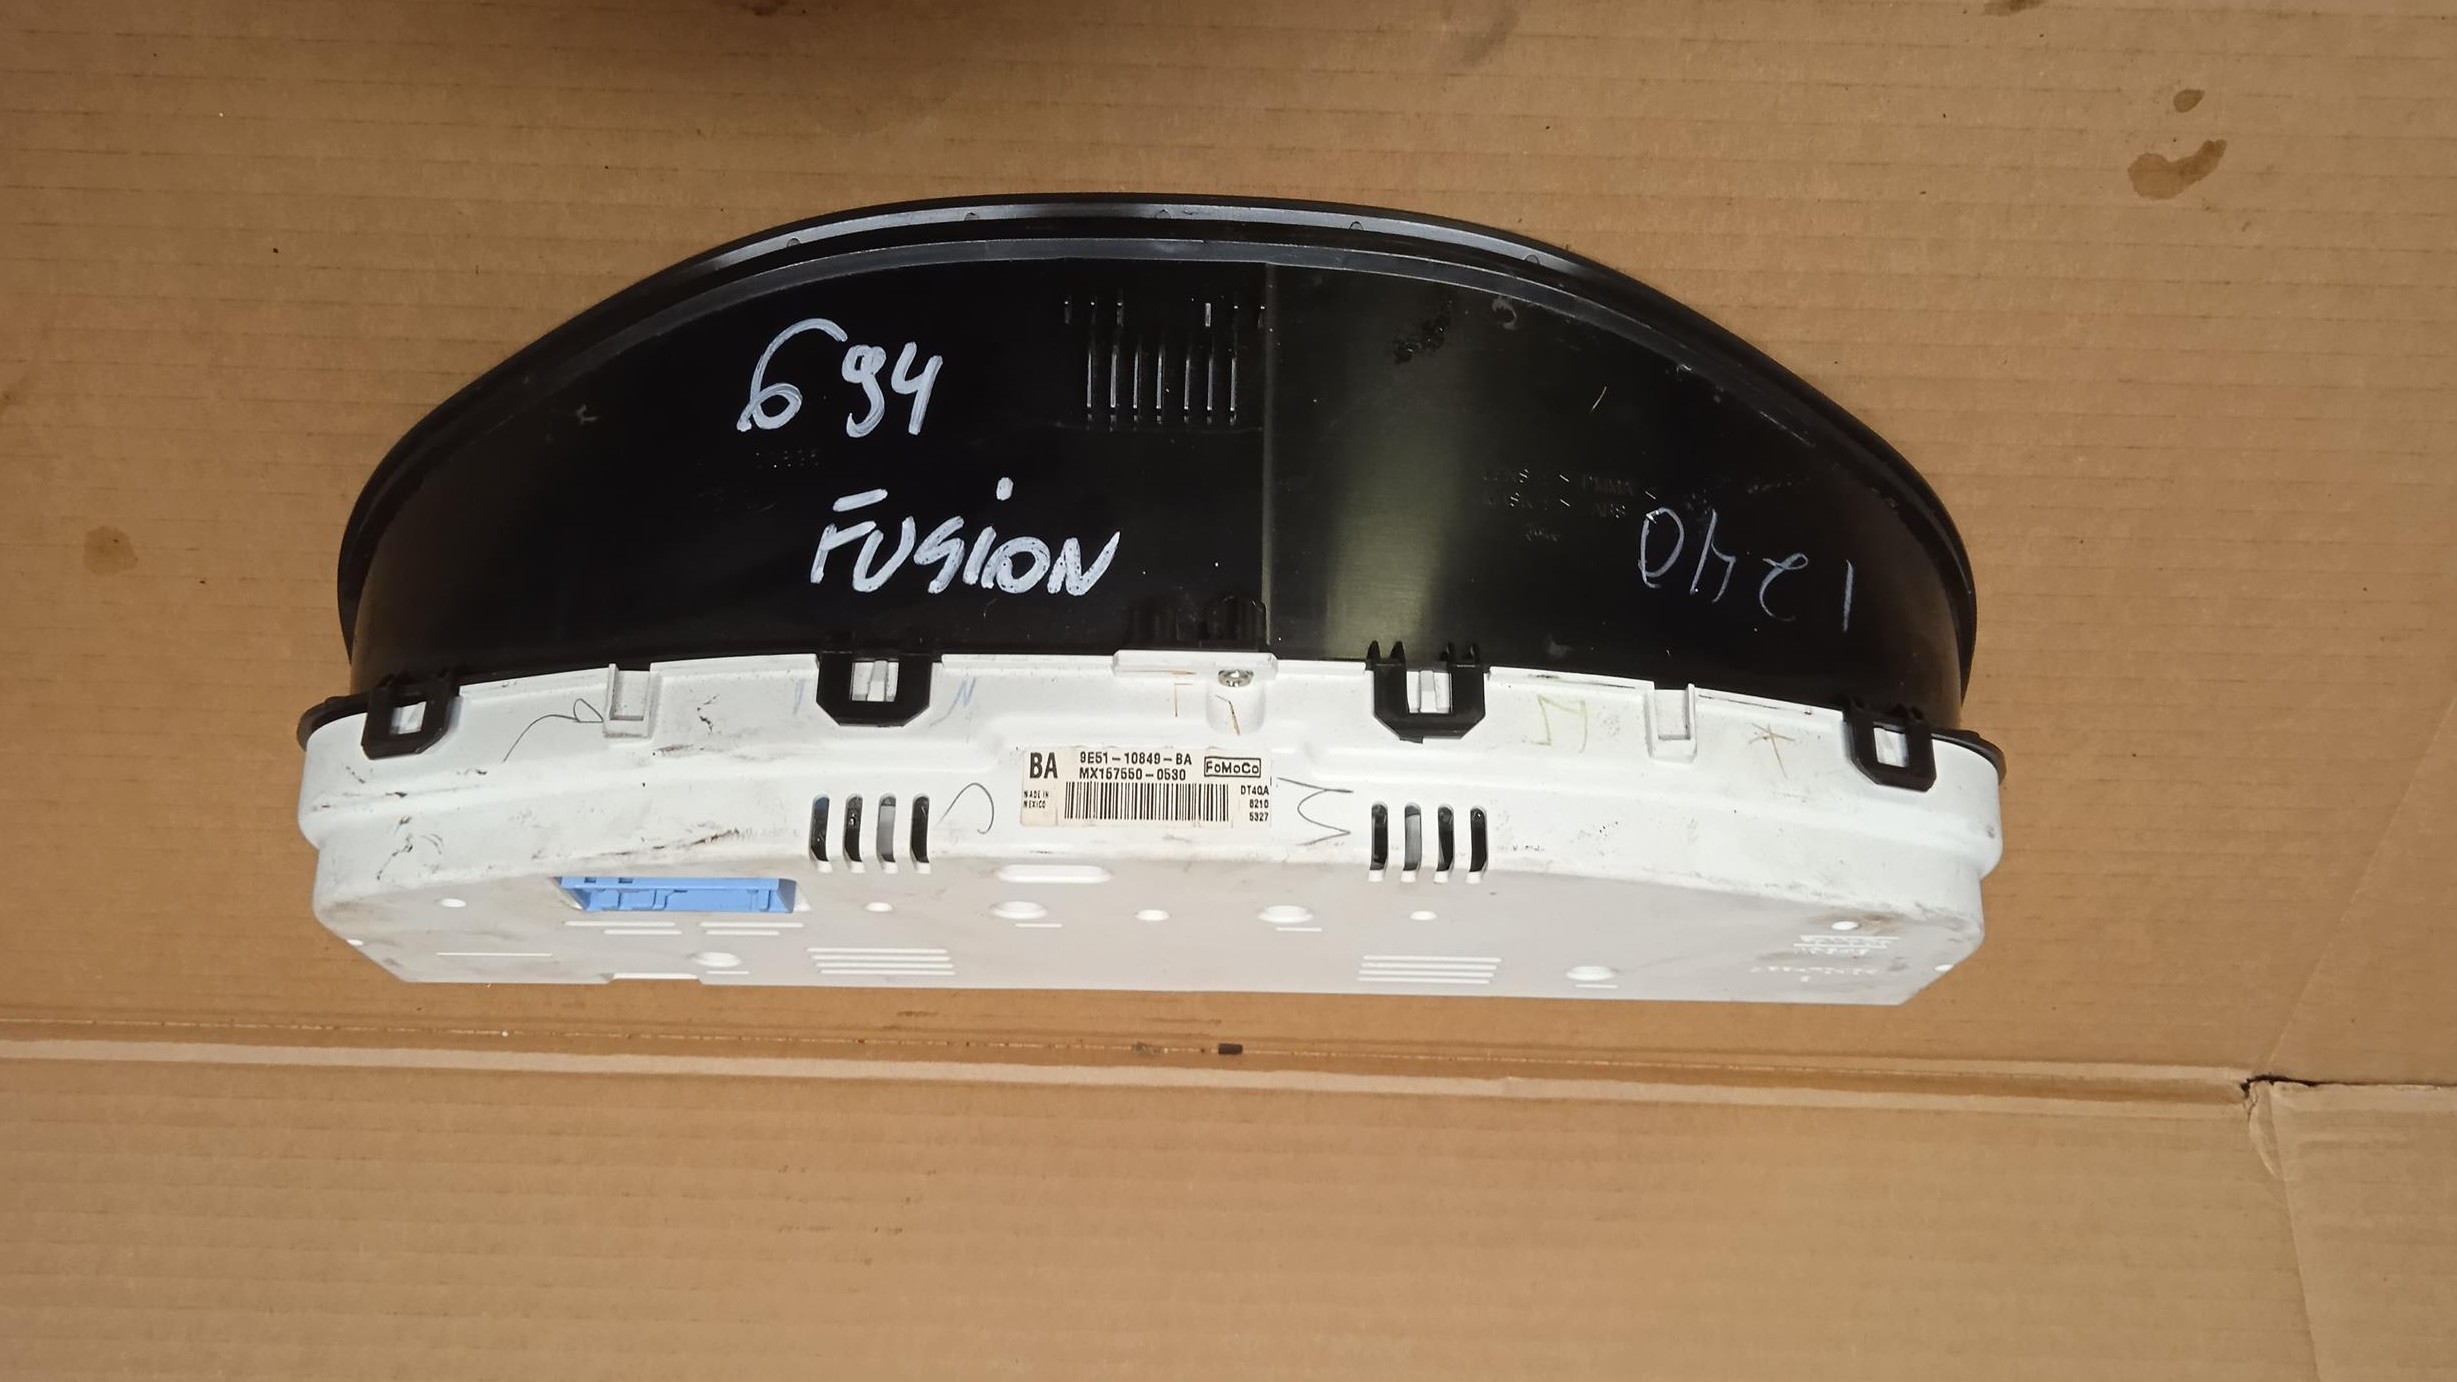 694
FUSION
1240
BA
9E51-10849-BA
MX157550-0530
FoMoCo
MADE IN
MEXICO
DT40A
8210
5327